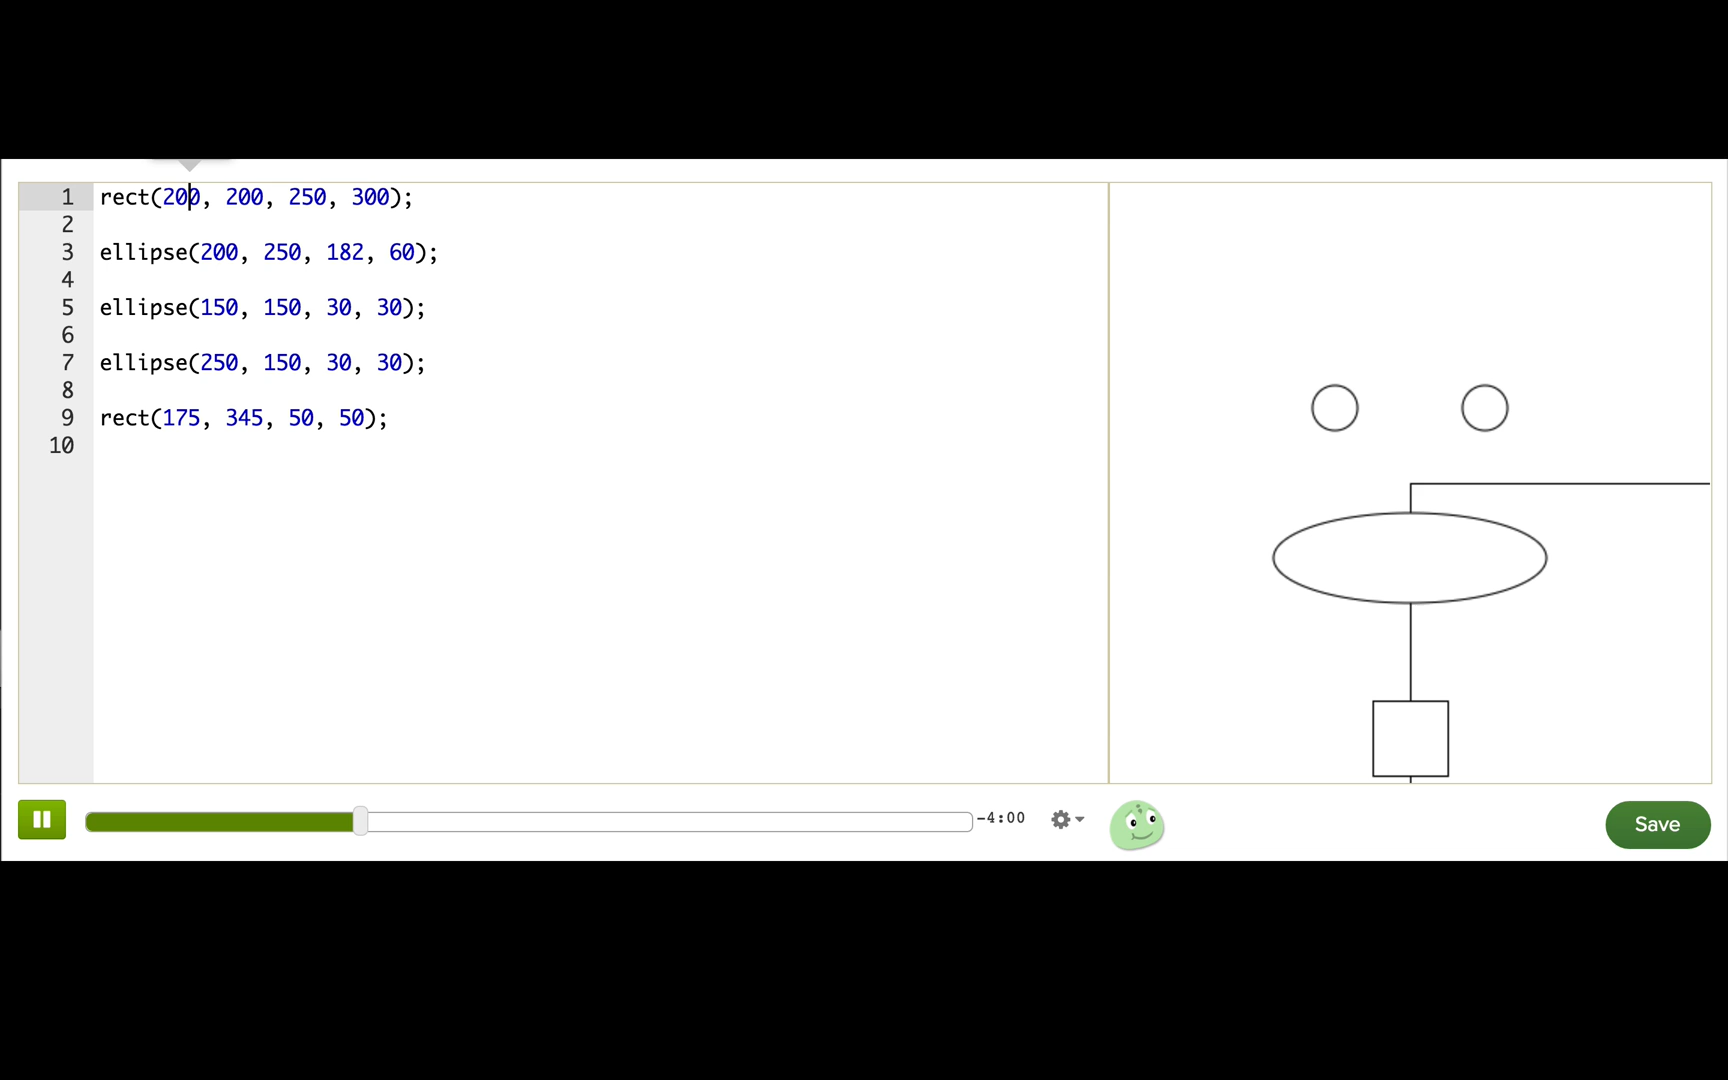 1 rect(200, 200, 250, 300);
2
3 ellipse(200, 250, 182, 60);
4
5 ellipse(150, 150, 30, 30);
6
7 ellipse(250, 150, 30, 30);
8
9 rect(175, 345, 50, 50);
10
-4:00
Save